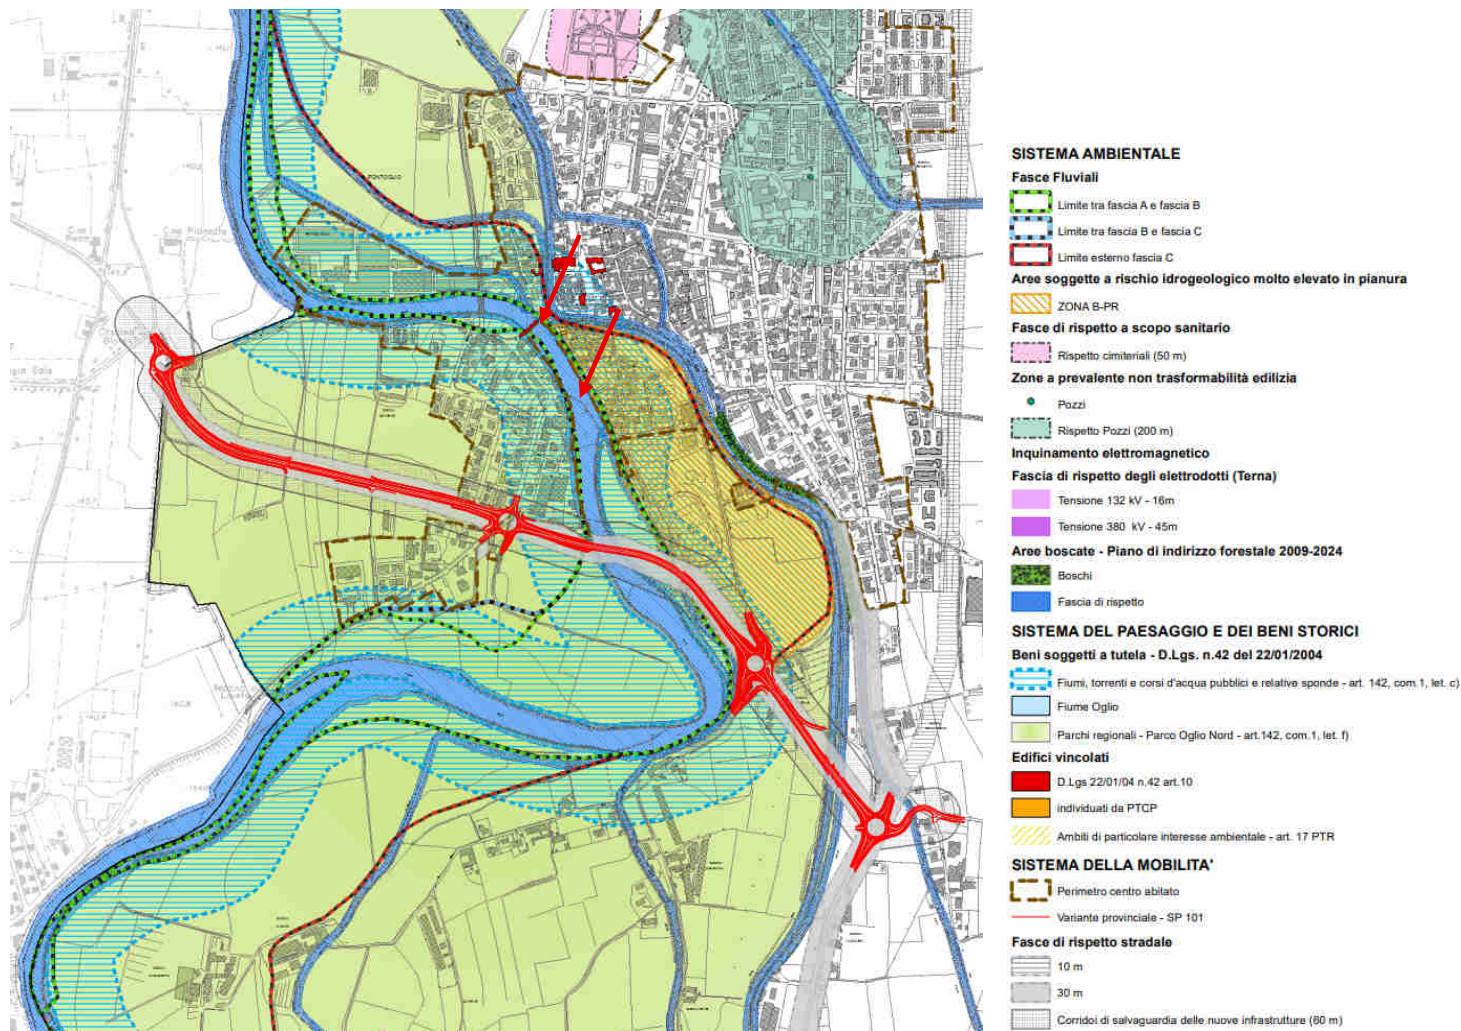 PONTOGLIO
SISTEMA AMBIENTALE
Fasce Fluviali
Limite tra fascia A e fascia B
Limite tra fascia B e fascia C
Limite esterno fascia C
Aree soggette a rischio idrogeologico molto elevato in pianura
ZONA B-PR
Fasce di rispetto a scopo sanitario
Rispetto cimiteriali (50 m)
Zone a prevalente non trasformabilità edilizia
Pozzi
Rispetto Pozzi (200 m)
Inquinamento elettromagnetico
Fascia di rispetto degli elettrodotti (Terna)
Tensione 132 kV - 16m
Tensione 380 kV - 45m
Aree boscate - Piano di indirizzo forestale 2009-2024
Boschi
Fascia di rispetto
SISTEMA DEL PAESAGGIO E DEI BENI STORICI
Beni soggetti a tutela - D.Lgs. n.42 del 22/01/2004
Fiumi, torrenti e corsi d'acqua pubblici e relative sponde - art. 142, com.1, let. c)
Fiume Oglio
Parchi regionali - Parco Oglio Nord - art.142, com.1, let. f)
Edifici vincolati
D.Lgs 22/01/04 n.42 art.10
individuati da PTCP
Ambiti di particolare interesse ambientale - art. 17 PTR
SISTEMA DELLA MOBILITA'
Perimetro centro abitato
Variante provinciale - SP 101
Fasce di rispetto stradale
10 m
30 m
Corridoi di salvaguardia delle nuove infrastrutture (60 m)